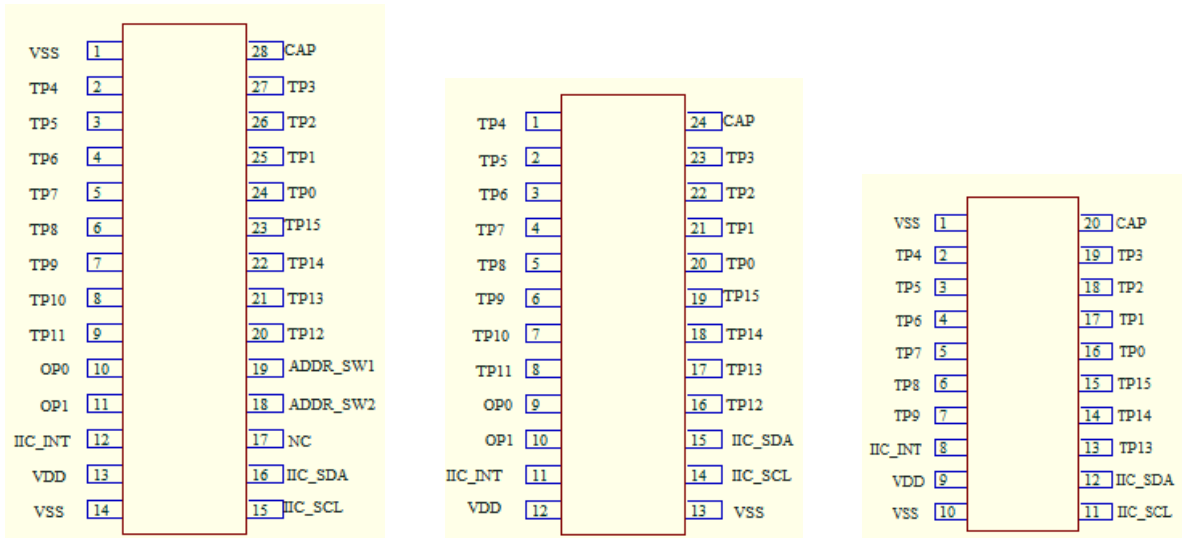 VSS 1 28 CAP
TP4 2 27 TP3
TP5 3 26 TP2
TP6 4 25 TP1
TP7 5 24 TP0
TP8 6 23 TP15
TP9 7 22 TP14
TP10 8 21 TP13
TP11 9 20 TP12
OP0 10 19 ADDR_SW1
OP1 11 18 ADDR_SW2
IIC_INT 12 17 NC
VDD 13 16 IIC_SDA
VSS 14 15 IIC_SCL
TP4 1 24 CAP
TP5 2 23 TP3
TP6 3 22 TP2
TP7 4 21 TP1
TP8 5 20 TP0
TP9 6 19 TP15
TP10 7 18 TP14
TP11 8 17 TP13
OP0 9 16 TP12
OP1 10 15 IIC_SDA
IIC_INT 11 14 IIC_SCL
VDD 12 13 VSS
VSS 1 20 CAP
TP4 2 19 TP3
TP5 3 18 TP2
TP6 4 17 TP1
TP7 5 16 TP0
TP8 6 15 TP15
TP9 7 14 TP14
IIC_INT 8 13 TP13
VDD 9 12 IIC_SDA
VSS 10 11 IIC_SCL